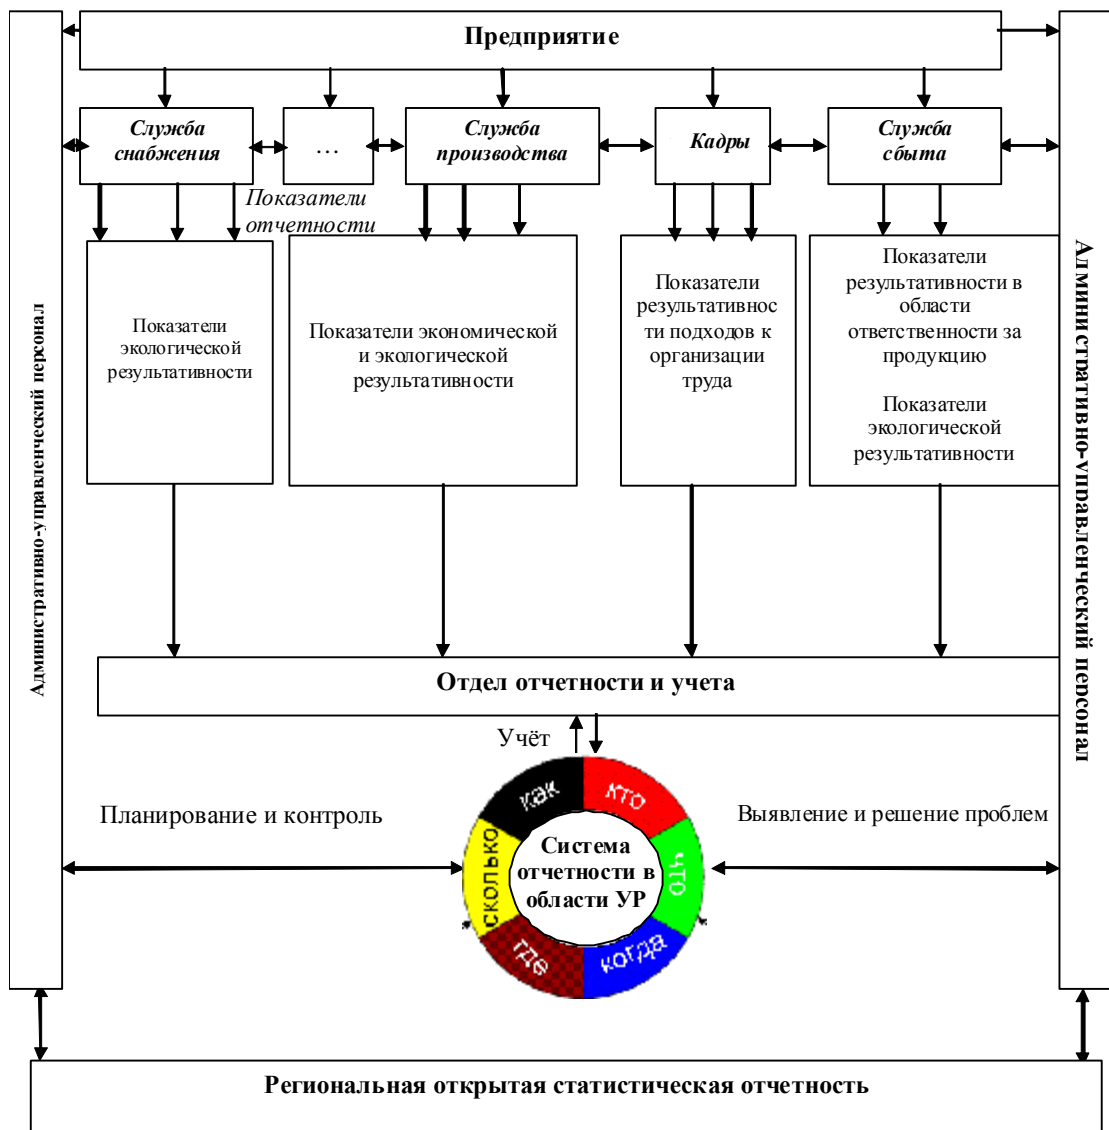 Предприятие
Служба
снабжения
…
Служба
производства
Кадры
Служба
сбыта
Показатели
отчетности
Показатели
экологической
результативности
Показатели экономической
и экологической
результативности
Показатели
результативнос
ти подходов к
организации
труда
Показатели
результативности в
области
ответственности за
продукцию
Показатели
экологической
результативности
Административно-управленческий персонал
Административно-управленческий персонал
Отдел отчетности и учета
Учёт
Планирование и контроль
Выявление и решение проблем
как
кто
что
когда
где
сколько
Система
отчетности в
области УР
Региональная открытая статистическая отчетность